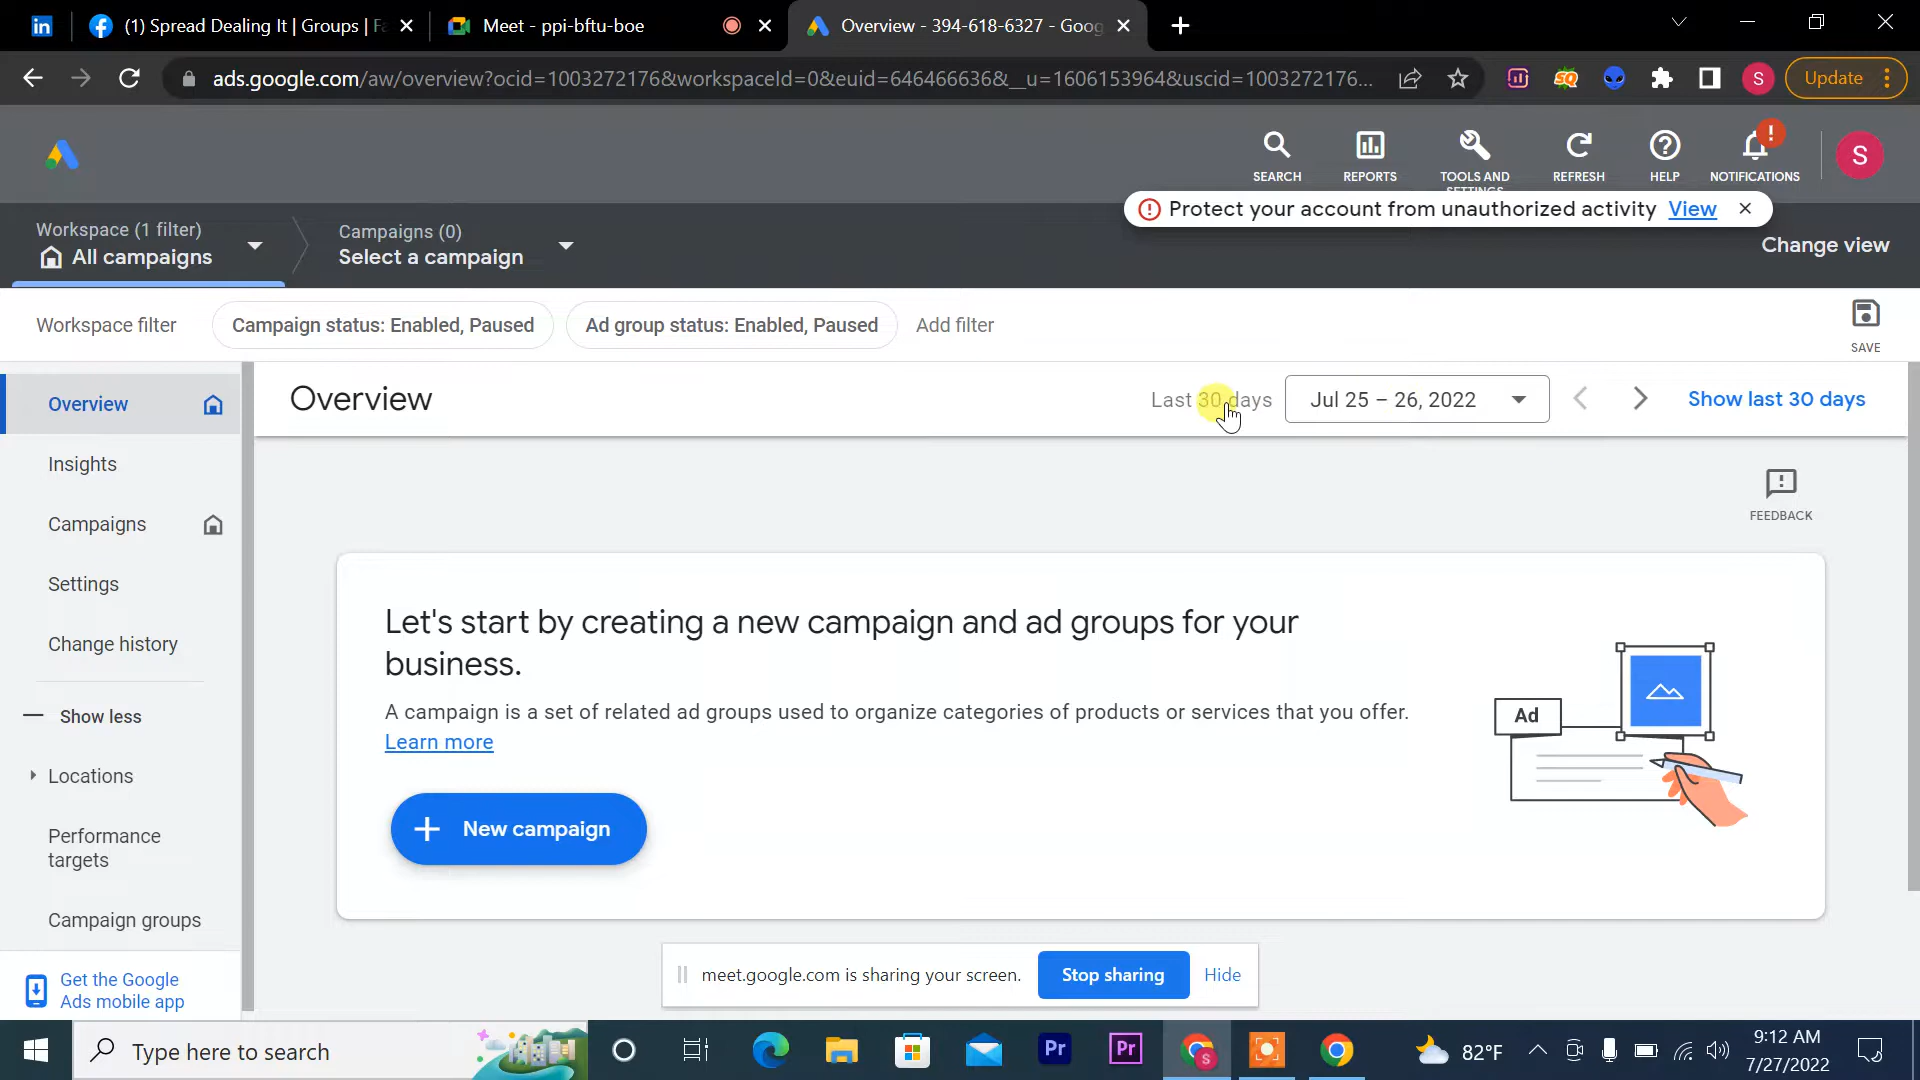 (1) Spread Dealing It | Groups | Fa
Meet - ppi-bftu-boe
Overview - 394-618-6327 - Goog
ads.google.com/aw/overview?ocid=1003272176&workspaceId=0&euid=646466636&__u=1606153964&uscid=1003272176...
S
Update
SEARCH
REPORTS
TOOLS AND
SETTINGS
REFRESH
HELP
NOTIFICATIONS
S
Protect your account from unauthorized activity View
Workspace (1 filter)
All campaigns
Campaigns (0)
Select a campaign
Change view
Workspace filter
Campaign status: Enabled, Paused
Ad group status: Enabled, Paused
Add filter
SAVE
Overview
Insights
Campaigns
Settings
Change history
Show less
Locations
Performance
targets
Campaign groups
Get the Google
Ads mobile app
Overview
Last 30 days
Jul 25 – 26, 2022
Show last 30 days
FEEDBACK
Let's start by creating a new campaign and ad groups for your
business.
A campaign is a set of related ad groups used to organize categories of products or services that you offer.
Learn more
New campaign
Ad
meet.google.com is sharing your screen.
Stop sharing
Hide
Type here to search
Pr
Pr
S
82°F
9:12 AM
7/27/2022